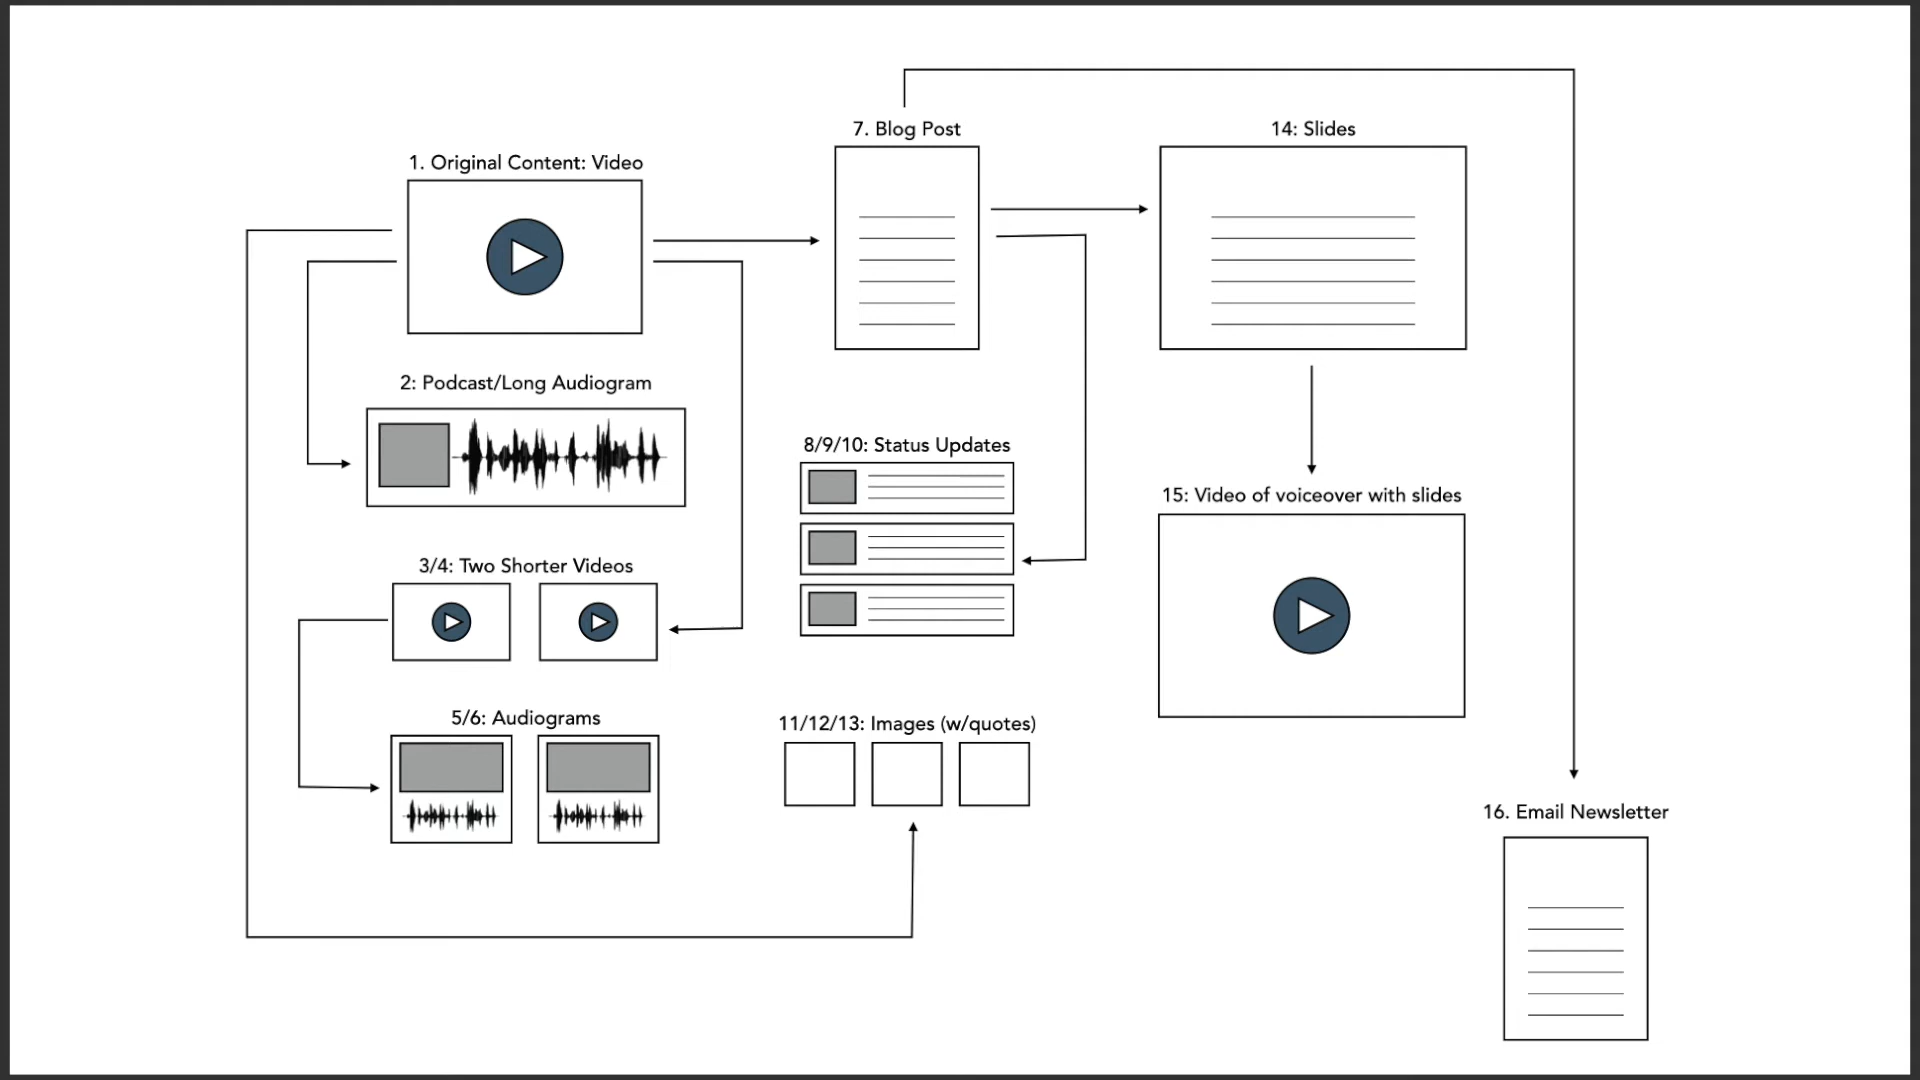 1. Original Content: Video
2: Podcast/Long Audiogram
3/4: Two Shorter Videos
5/6: Audiograms
7. Blog Post
8/9/10: Status Updates
11/12/13: Images (w/quotes)
14: Slides
15: Video of voiceover with slides
16. Email Newsletter